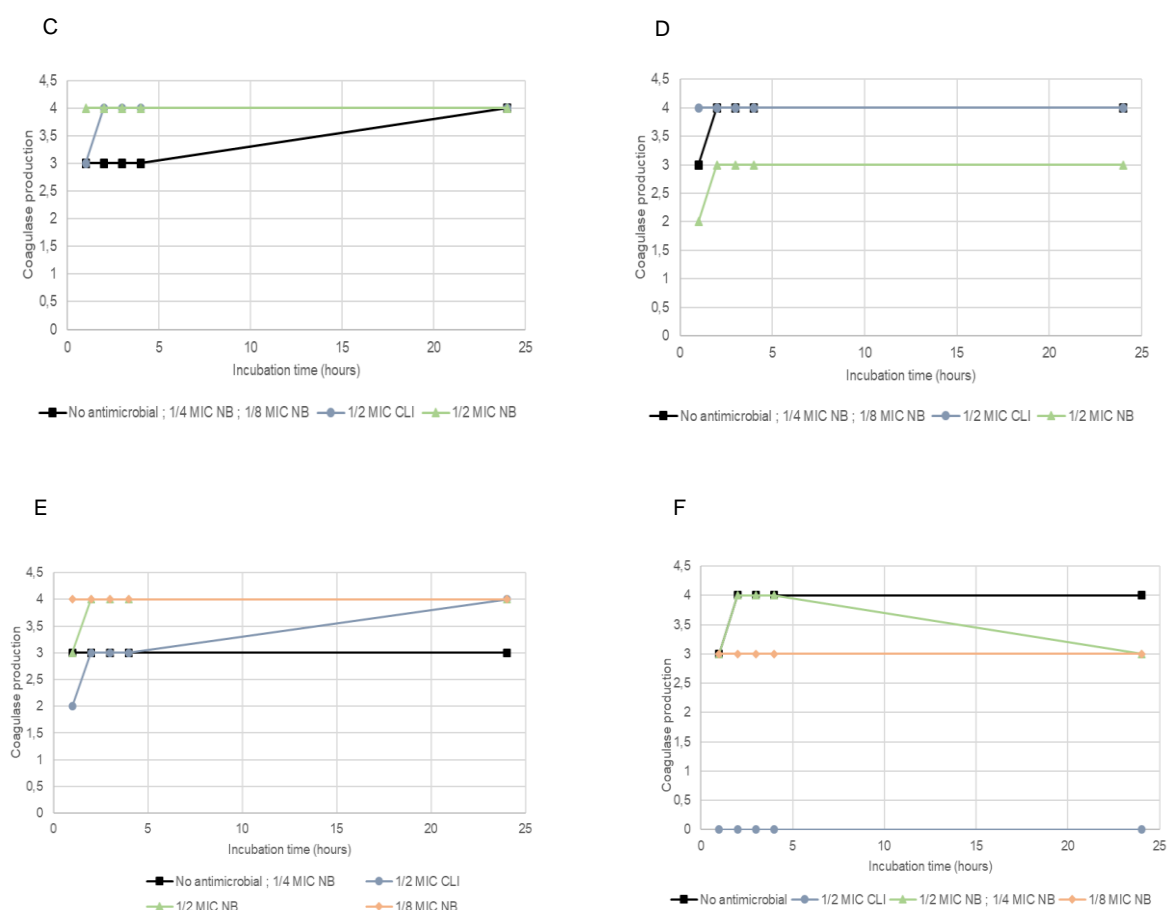 C
4,5
4
3,5
3
2,5
2
1,5
1
0,5
0
Coagulase production
0 5 10 15 20 25
Incubation time (hours)
No antimicrobial ; 1/4 MIC NB ; 1/8 MIC NB 1/2 MIC CLI 1/2 MIC NB
D
4,5
4
3,5
3
2,5
2
1,5
1
0,5
0
Coagulase production
0 5 10 15 20 25
Incubation time (hours)
No antimicrobial ; 1/4 MIC NB ; 1/8 MIC NB 1/2 MIC CLI 1/2 MIC NB
E
4,5
4
3,5
3
2,5
2
1,5
1
0,5
0
Coagulase production
0 5 10 15 20 25
Incubation time (hours)
No antimicrobial ; 1/4 MIC NB 1/2 MIC CLI
1/2 MIC NB 1/8 MIC NB
F
4,5
4
3,5
3
2,5
2
1,5
1
0,5
0
Coagulase production
0 5 10 15 20 25
Incubation time (hours)
No antimicrobial 1/2 MIC CLI 1/2 MIC NB ; 1/4 MIC NB 1/8 MIC NB